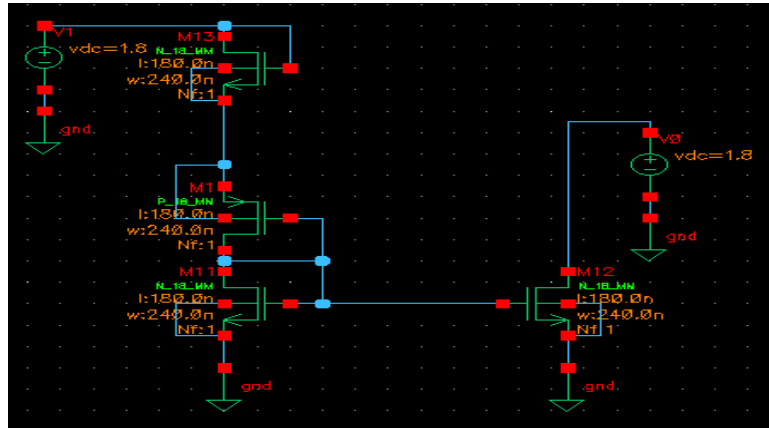 V1
vdc=1.8
gnd
M13
N_18_MM
l:180.0n
w:240.0n
Nf:1
M1
P_18_MN
l:180.0n
w:240.0n
Nf:1
M11
N_18_MM
l:180.0n
w:240.0n
Nf:1
gnd
V0
vdc=1.8
gnd
M12
N_18_MN
l:180.0n
w:240.0n
Nf:1
gnd